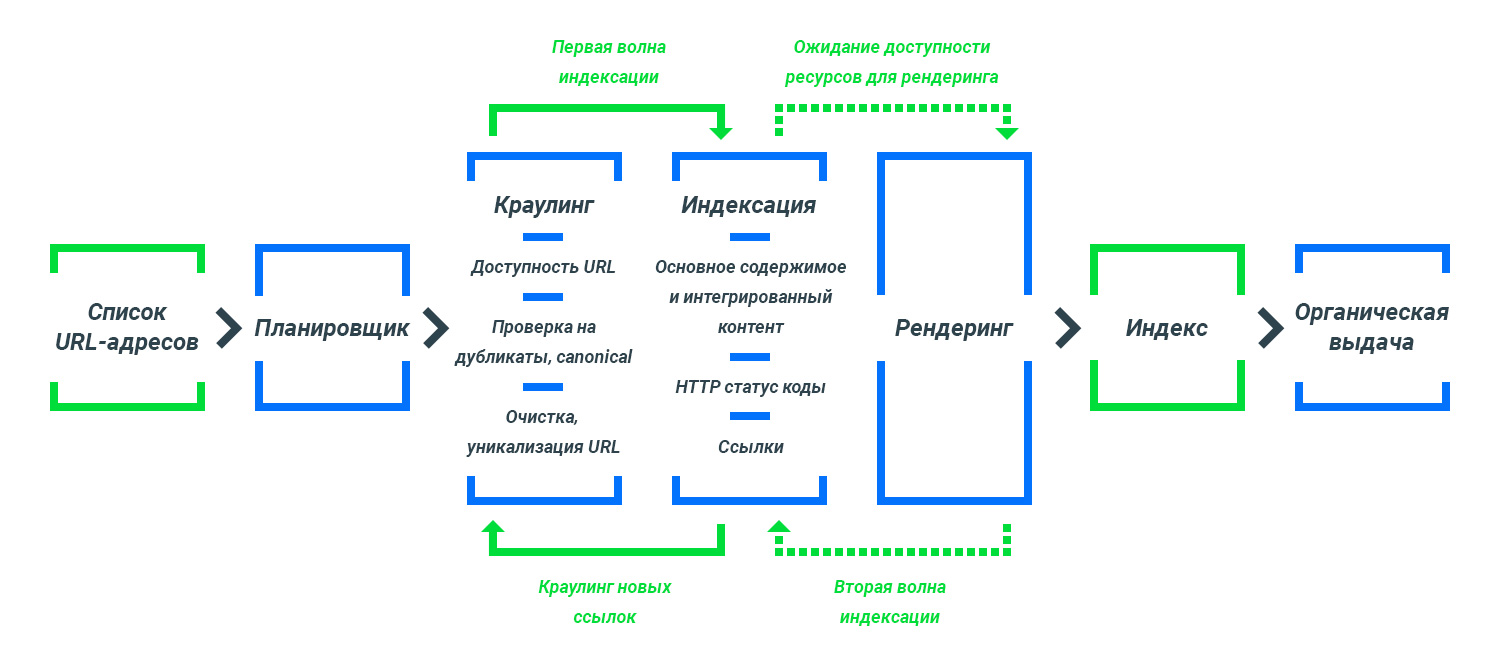 Первая волна
индексации
Ожидание доступности
ресурсов для рендеринга
Список
URL-адресов
Планировщик
Краулинг
Доступность URL
Проверка на
дубликаты, canonical
Очистка,
уникализация URL
Индексация
Основное содержимое
и интегрированный
контент
HTTP статус коды
Ссылки
Рендеринг
Индекс
Органическая
выдача
Краулинг новых
ссылок
Вторая волна
индексации